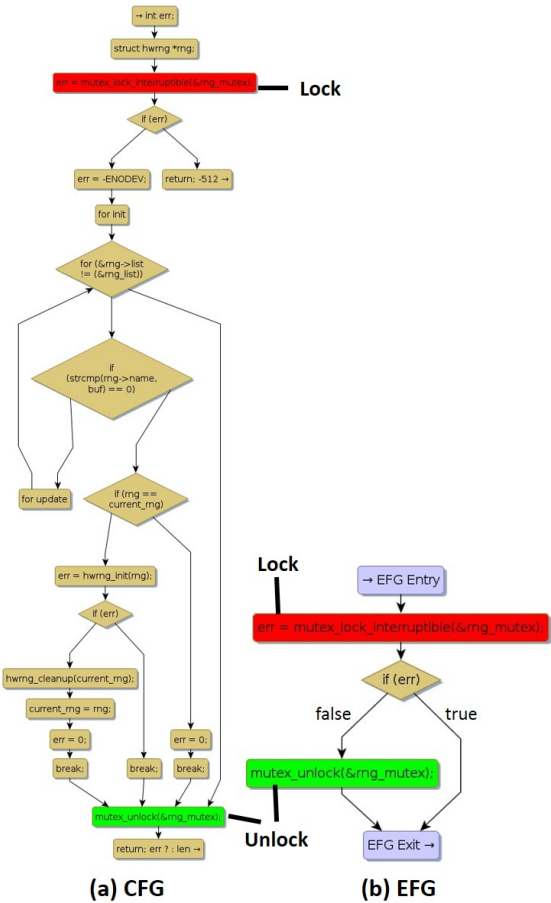 → int err;
struct hwrng *rng;
err = mutex_lock_interruptible(&rng_mutex);
Lock
if (err)
err = -ENODEV;
return; -512 →
for init
for (&rng->list
!= (&rng_list))
if
(strcmp(rng->name,
buf) == 0)
for update
if (rng ==
current_rng)
err = hwrng_init(rng);
if (err)
hwrng_cleanup(current_rng);
current_rng = rng;
err = 0;
err = 0;
break;
break;
break;
mutex_unlock(&rng_mutex);
return; err ? : len →
Unlock
(a) CFG
Lock
→ EFG Entry
err = mutex_lock_interruptible(&rng_mutex);
if (err)
false
true
mutex_unlock(&rng_mutex);
EFG Exit →
(b) EFG